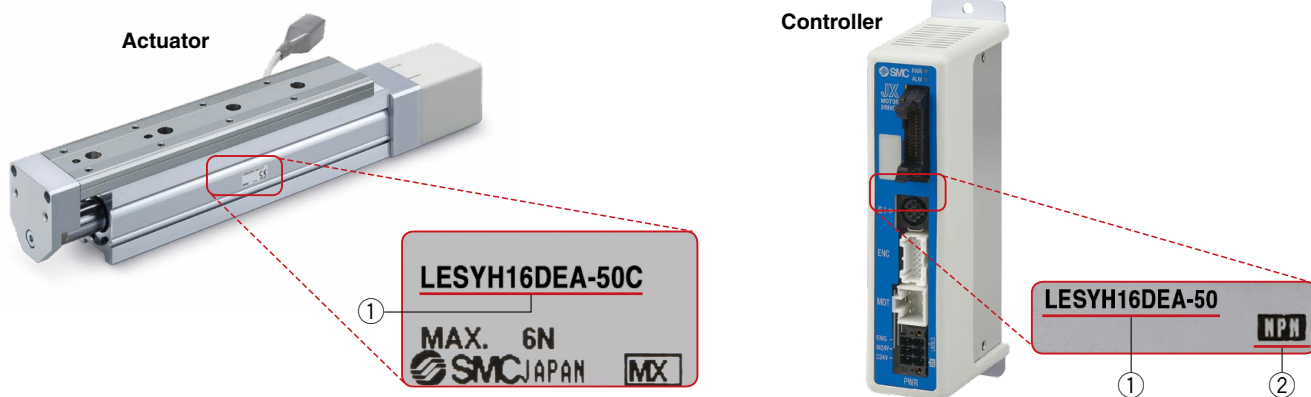 Actuator
LESYH16DEA-50C
①
MAX. 6N
SMC JAPAN MX
Controller
SMC PWR
ALM
JX
MOTOR
DRIVE
ENC
MOT
M24V
C24V
PWR
LESYH16DEA-50
NPN
① ②